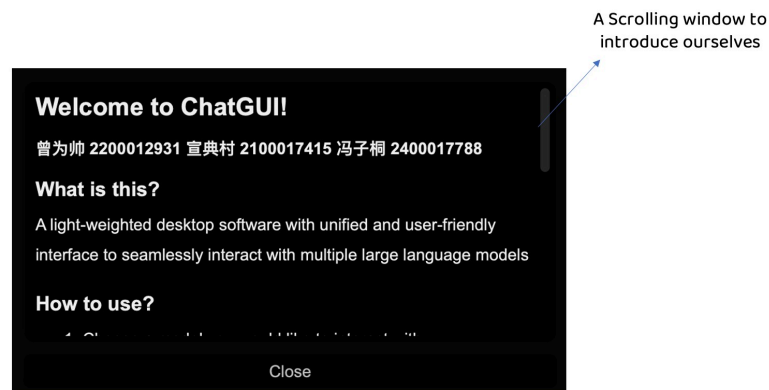 A Scrolling window to
introduce ourselves
Welcome to ChatGUI!
曾为帅 2200012931 宣典村 2100017415 冯子桐 2400017788
What is this?
A light-weighted desktop software with unified and user-friendly
interface to seamlessly interact with multiple large language models
How to use?
Close